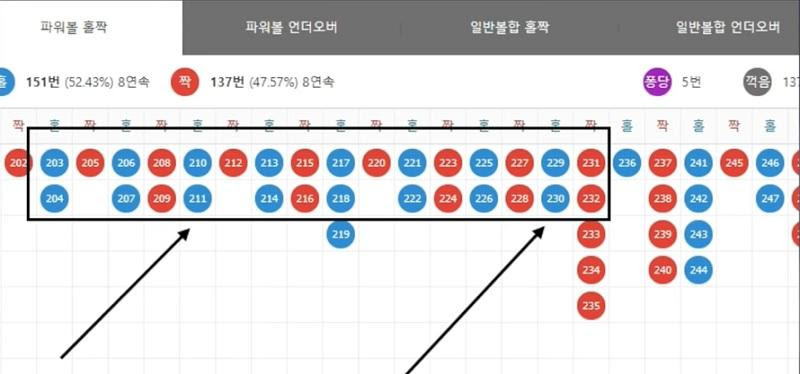 파워볼 홀짝 파워볼 언더오버 일반볼합 홀짝 일반볼합 언더오버
홀 151번 (52.43%) 8연속 짝 137번 (47.57%) 8연속 퐁당 5번 꺽음
짝 홀 짝 홀 짝 홀 짝 홀 짝 홀 짝 홀 짝 홀 짝 홀 짝 홀 짝 홀 짝 홀
202 203 205 206 208 210 212 213 215 217 220 221 223 225 227 229 231 236 237 241 245 246
204 207 209 211 214 216 218 222 224 226 228 230 232 238 242 247
219 233 239 243
234 240 244
235